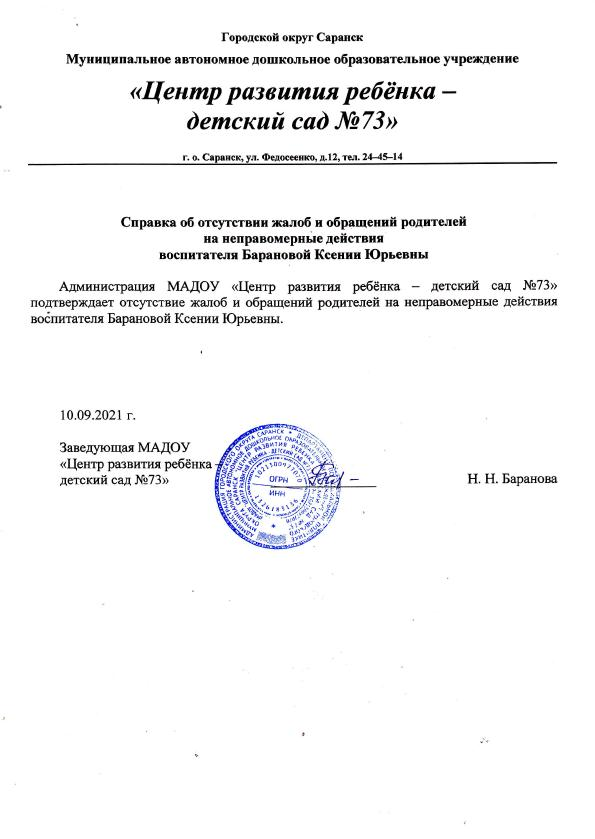 Городской округ Саранск
Муниципальное автономное дошкольное образовательное учреждение
«Центр развития ребёнка –
детский сад №73»
г. о. Саранск, ул. Федосеенко, д.12, тел. 24–45–14
Справка об отсутствии жалоб и обращений родителей
на неправомерные действия
воспитателя Барановой Ксении Юрьевны
Администрация МАДОУ «Центр развития ребёнка – детский сад №73»
подтверждает отсутствие жалоб и обращений родителей на неправомерные действия
воспитателя Барановой Ксении Юрьевны.
10.09.2021 г.
Заведующая МАДОУ
«Центр развития ребёнка –
детский сад №73»
Н. Н. Баранова
ОГРН
ИНН